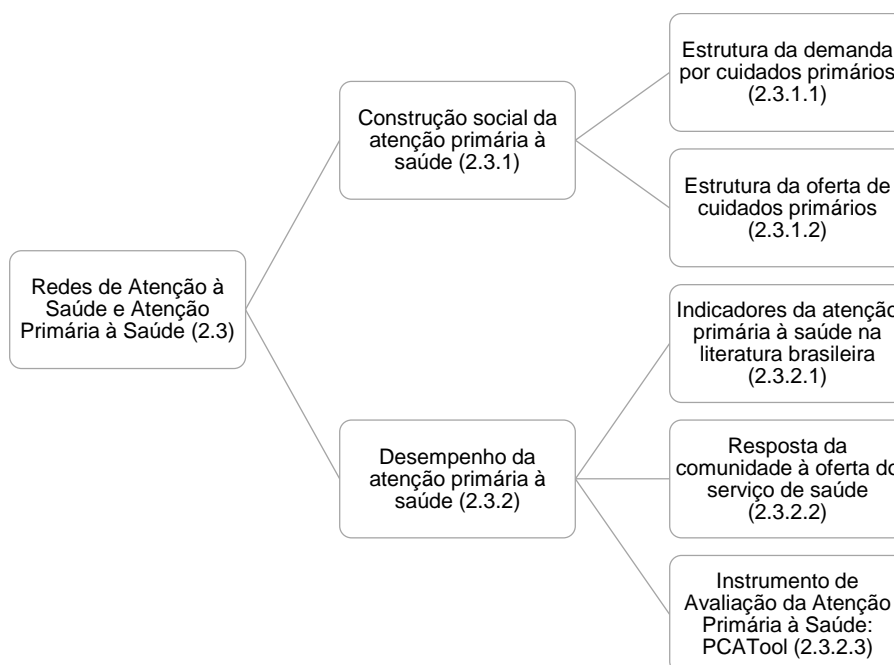 Estrutura da demanda
por cuidados primários
(2.3.1.1)
Construção social da
atenção primária à
saúde (2.3.1)
Estrutura da oferta de
cuidados primários
(2.3.1.2)
Redes de Atenção à
Saúde e Atenção
Primária à Saúde (2.3)
Indicadores da atenção
primária à saúde na
literatura brasileira
(2.3.2.1)
Desempenho da
atenção primária à
saúde (2.3.2)
Resposta da
comunidade à oferta do
serviço de saúde
(2.3.2.2)
Instrumento de
Avaliação da Atenção
Primária à Saúde:
PCATool (2.3.2.3)